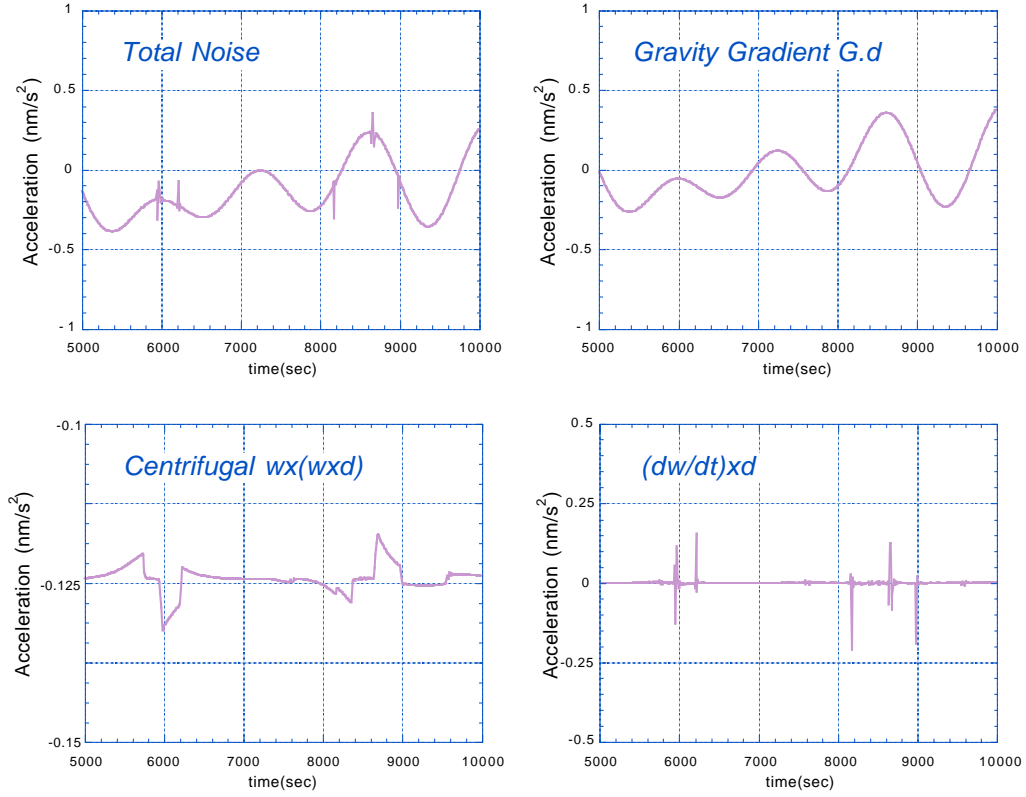 Total Noise
Acceleration (nm/s²)
1
0.5
0
-0.5
- 1
5000 6000 7000 8000 9000 10000
time(sec)
Gravity Gradient G.d
Acceleration (nm/s²)
1
0.5
0
-0.5
- 1
5000 6000 7000 8000 9000 10000
time(sec)
Centrifugal wx(wxd)
Acceleration (nm/s²)
-0.1
-0.125
-0.15
5000 6000 7000 8000 9000 10000
time(sec)
(dw/dt)xd
Acceleration (nm/s²)
0.5
0.25
0
-0.25
-0.5
5000 6000 7000 8000 9000 10000
time(sec)